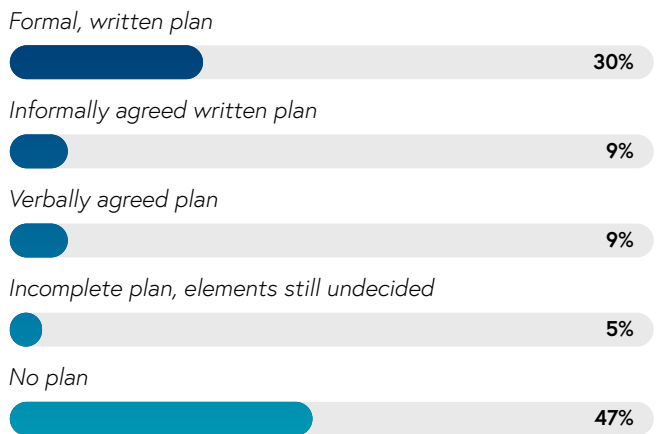 Formal, written plan
30%
Informally agreed written plan
9%
Verbally agreed plan
9%
Incomplete plan, elements still undecided
5%
No plan
47%